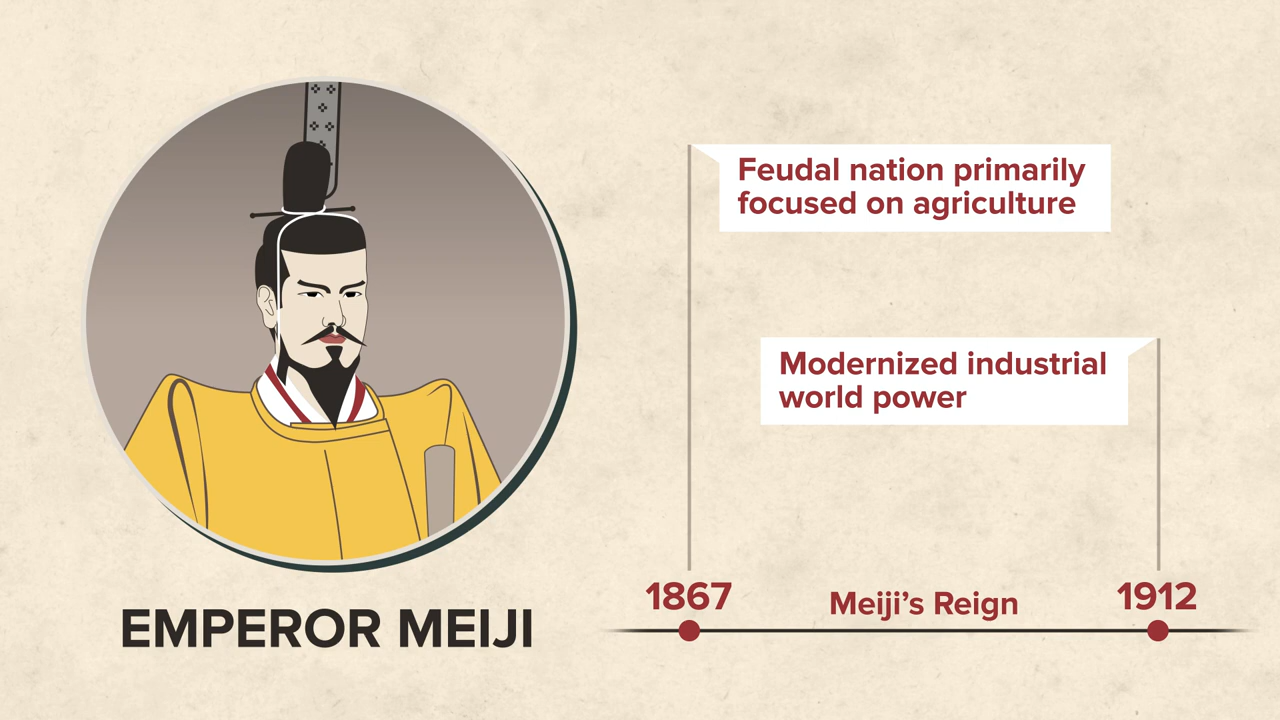 EMPEROR MEIJI
Feudal nation primarily
focused on agriculture
Modernized industrial
world power
1867
Meiji’s Reign
1912